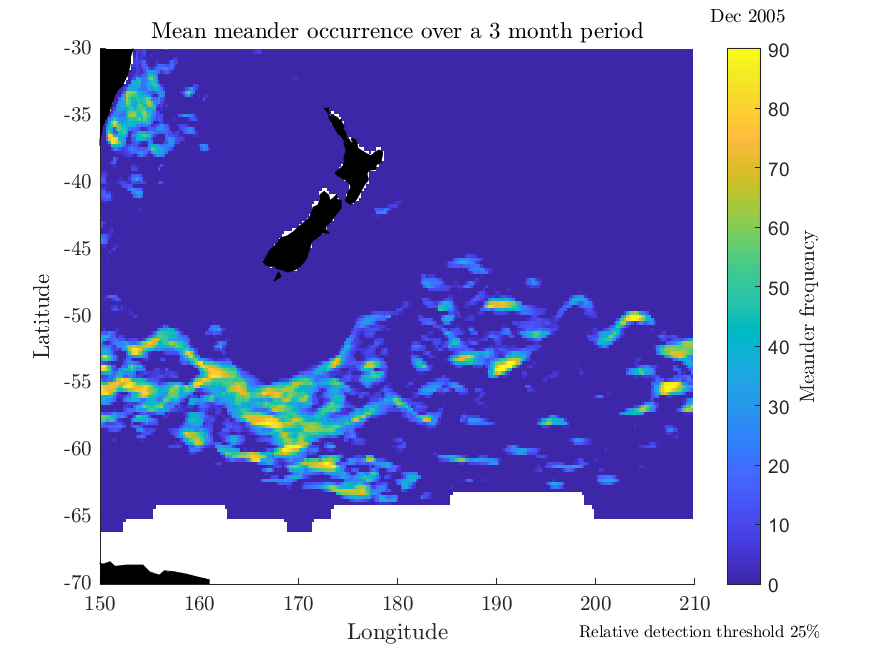 Dec 2005
Mean meander occurrence over a 3 month period
-30
-35
-40
-45
-50
-55
-60
-65
-70
Latitude
150 160 170 180 190 200 210
Longitude
90
80
70
60
50
40
30
20
10
0
Meander frequency
Relative detection threshold 25%